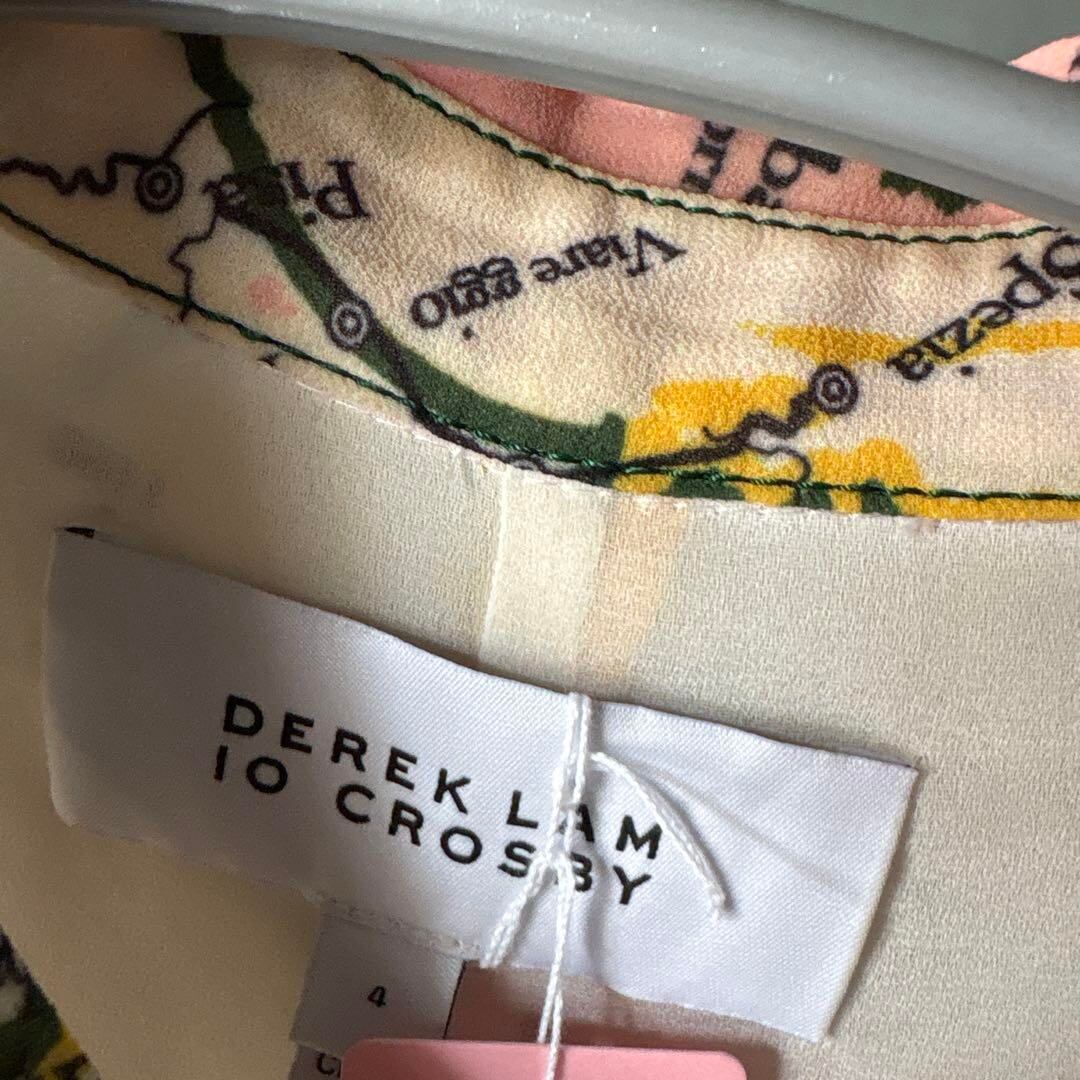 Pisa
Viareggio
Spezia
DEREK LAM
10 CROSBY
4